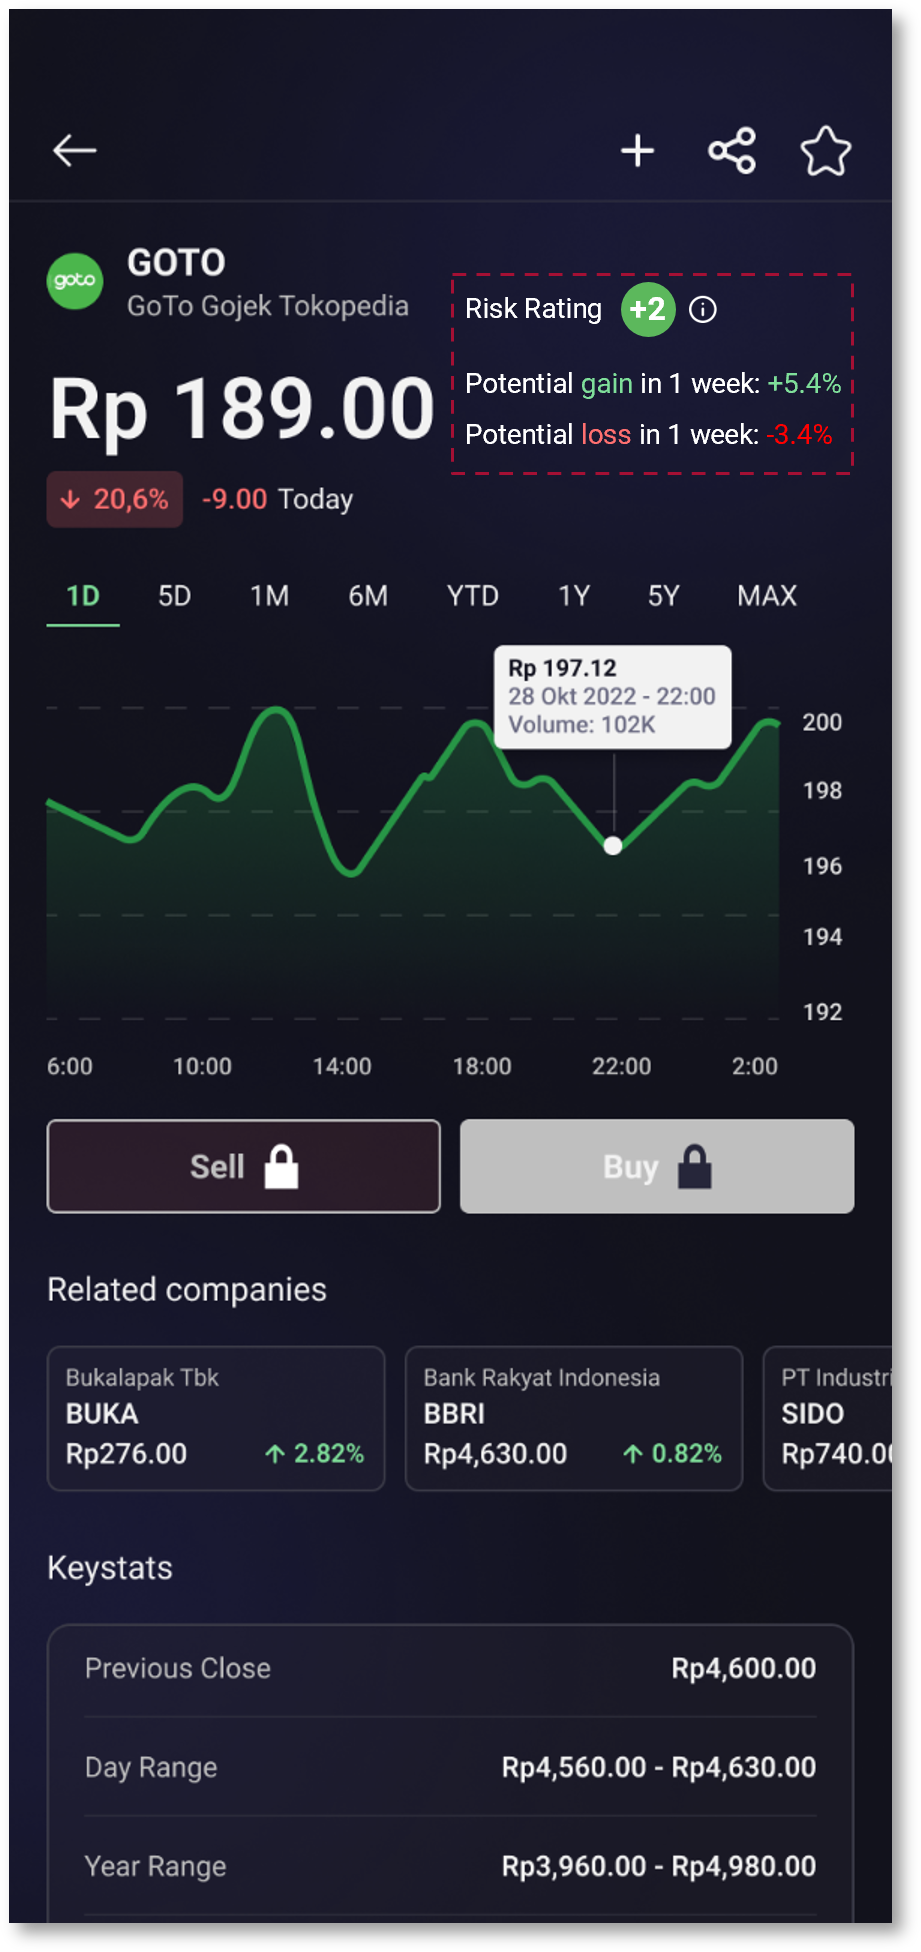 goto
GOTO
GoTo Gojek Tokopedia
Risk Rating +2
Rp 189.00
Potential gain in 1 week: +5.4%
Potential loss in 1 week: -3.4%
20,6% -9.00 Today
1D 5D 1M 6M YTD 1Y 5Y MAX
Rp 197.12
28 Okt 2022 - 22:00
Volume: 102K
200
198
196
194
192
6:00 10:00 14:00 18:00 22:00 2:00
Sell
Buy
Related companies
Bukalapak Tbk
BUKA
Rp276.00 2.82%
Bank Rakyat Indonesia
BBRI
Rp4,630.00 0.82%
PT Industri
SIDO
Rp740.00
Keystats
Previous Close Rp4,600.00
Day Range Rp4,560.00 - Rp4,630.00
Year Range Rp3,960.00 - Rp4,980.00